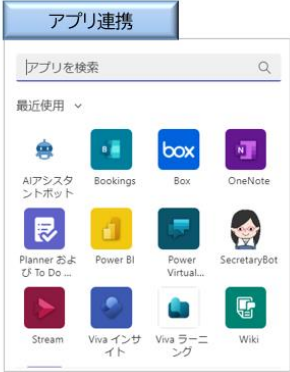 アプリ連携
アプリを検索
最近使用
AIアシスタ
ントボット
Bookings
box
Box
N
OneNote
Planner およ
び To Do ...
Power BI
Power
Virtual...
SecretaryBot
Stream
Viva インサ
イト
Viva ラーニ
ング
Wiki